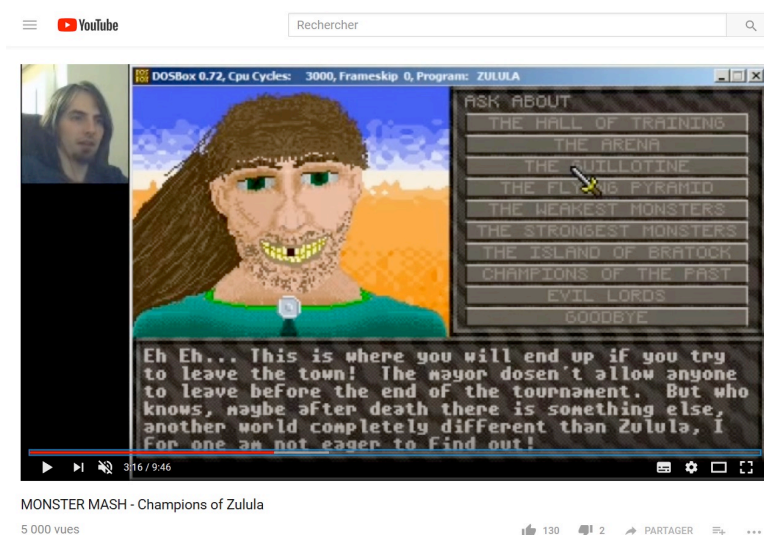 YouTube
Rechercher
DOSBox 0.72, Cpu Cycles: 3000, Frameskip 0, Program: ZULULA
ASK ABOUT
THE HALL OF TRAINING
THE ARENA
THE GUILLOTINE
THE FLYING PYRAMID
THE WEAKEST MONSTERS
THE STRONGEST MONSTERS
THE ISLAND OF BRATOCK
CHAMPIONS OF THE PAST
EVIL LORDS
GOODBYE
Eh Eh... This is where you will end up if you try
to leave the town! The mayor dosen't allow anyone
to leave before the end of the tournament. But who
knows, maybe after death there is something else,
another world completely different than Zulula, I
for one am not eager to find out!
3:16 / 9:46
MONSTER MASH - Champions of Zulula
5 000 vues
130 2 PARTAGER